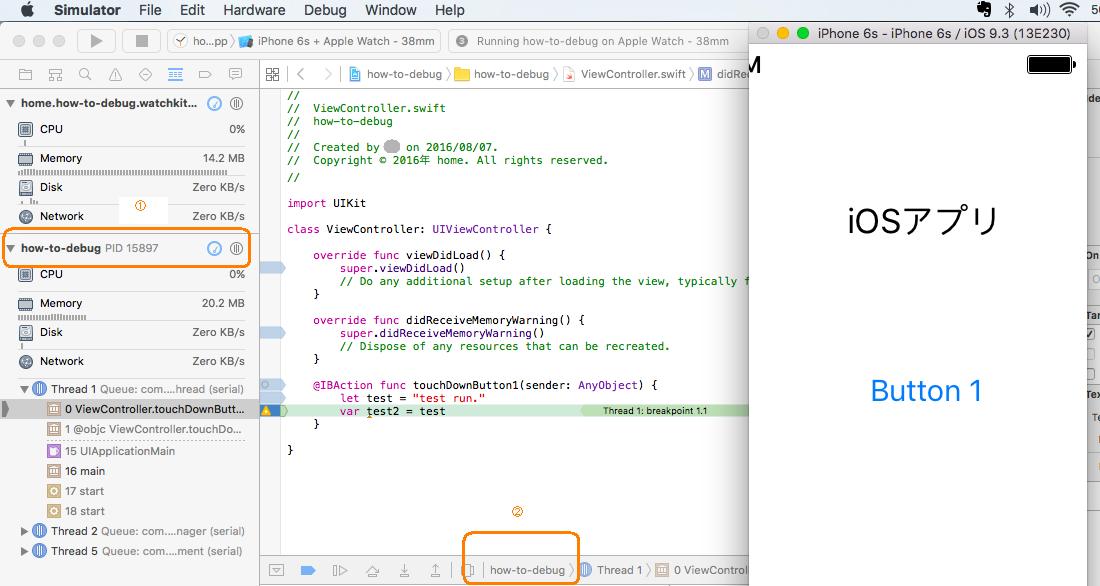 Simulator File Edit Hardware Debug Window Help
ho...pp iPhone 6s + Apple Watch - 38mm
3 Running how-to-debug on Apple Watch - 38mm
iPhone 6s - iPhone 6s / iOS 9.3 (13E230)
how-to-debug how-to-debug ViewController.swift M
home.how-to-debug.watchkit...
CPU 0%
Memory 14.2 MB
Disk Zero KB/s
Network Zero KB/s
①
how-to-debug PID 15897
CPU 0%
Memory 20.2 MB
Disk Zero KB/s
Network Zero KB/s
Thread 1 Queue: com....hread (serial)
0 ViewController.touchDownButt...
1 @objc ViewController.touchDo...
15 UIApplicationMain
16 main
17 start
18 start
Thread 2 Queue: com....nager (serial)
Thread 5 Queue: com....ment (serial)
//
// ViewController.swift
// how-to-debug
//
// Created by on 2016/08/07.
// Copyright © 2016年 home. All rights reserved.
//
import UIKit
class ViewController: UIViewController {
override func viewDidLoad() {
super.viewDidLoad()
// Do any additional setup after loading the view, typically f
}
override func didReceiveMemoryWarning() {
super.didReceiveMemoryWarning()
// Dispose of any resources that can be recreated.
}
@IBAction func touchDownButton1(sender: AnyObject) {
let test = "test run."
var test2 = test
Thread 1: breakpoint 1.1
}
}
②
how-to-debug Thread 1 0 ViewContro
M
iOSアプリ
Button 1